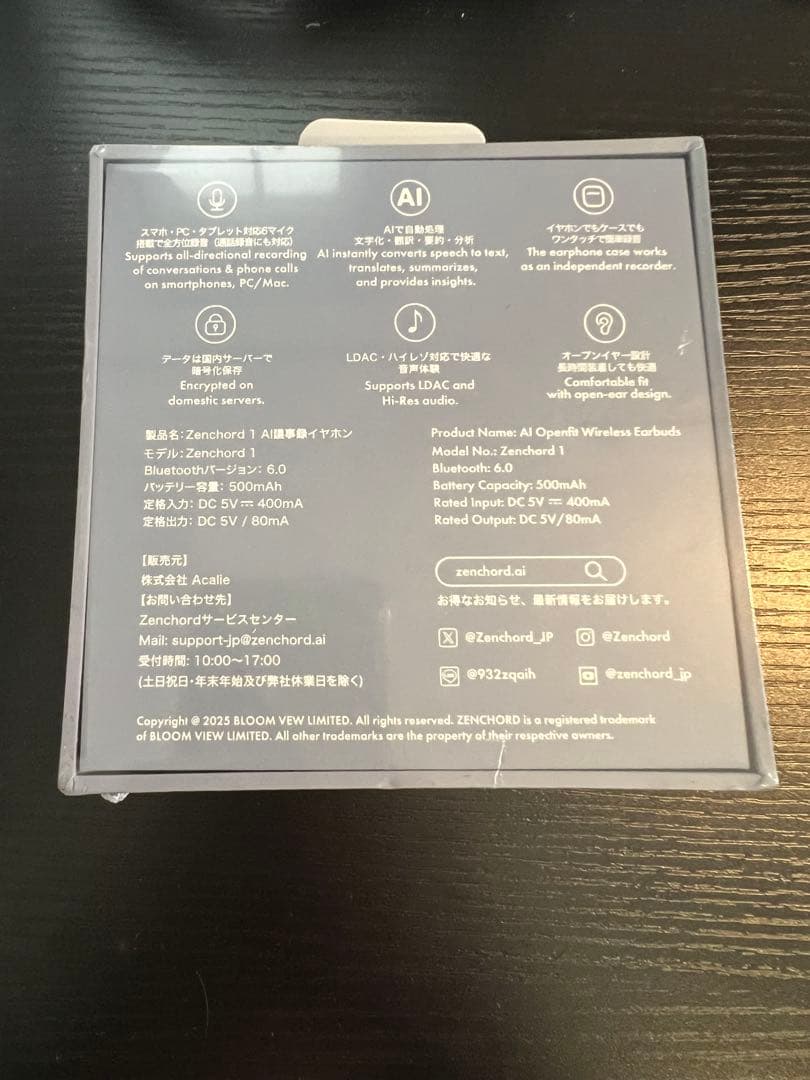 スマホ・PC・タブレット対応6マイク
搭載で全方位録音（通話録音にも対応）
Supports all-directional recording
of conversations & phone calls
on smartphones, PC/Mac.
AI
AIで自動処理
文字化・翻訳・要約・分析
AI instantly converts speech to text,
translates, summarizes,
and provides insights.
イヤホンでもケースでも
ワンタッチで簡単録音
The earphone case works
as an independent recorder.
データは国内サーバーで
暗号化保存
Encrypted on
domestic servers.
LDAC・ハイレゾ対応で快適な
音声体験
Supports LDAC and
Hi-Res audio.
オープンイヤー設計
長時間装着しても快適
Comfortable fit
with open-ear design.
製品名：Zenchord 1 AI議事録イヤホン
モデル：Zenchord 1
Bluetoothバージョン：6.0
バッテリー容量：500mAh
定格入力：DC 5V⎓400mA
定格出力：DC 5V / 80mA
Product Name: AI Openfit Wireless Earbuds
Model No.: Zenchord 1
Bluetooth: 6.0
Battery Capacity: 500mAh
Rated Input: DC 5V ⎓ 400mA
Rated Output: DC 5V/80mA
【販売元】
株式会社 Acalie
【お問い合わせ先】
Zenchordサービスセンター
Mail: support-jp@zenchord.ai
受付時間: 10:00〜17:00
(土日祝日・年末年始及び弊社休業日を除く)
zenchord.ai
お得なお知らせ、最新情報をお届けします。
@Zenchord_JP
@Zenchord
@932zqaih
@zenchord_jp
Copyright @ 2025 BLOOM VEW LIMITED. All rights reserved. ZENCHORD is a registered trademark
of BLOOM VIEW LIMITED. All other trademarks are the property of their respective owners.